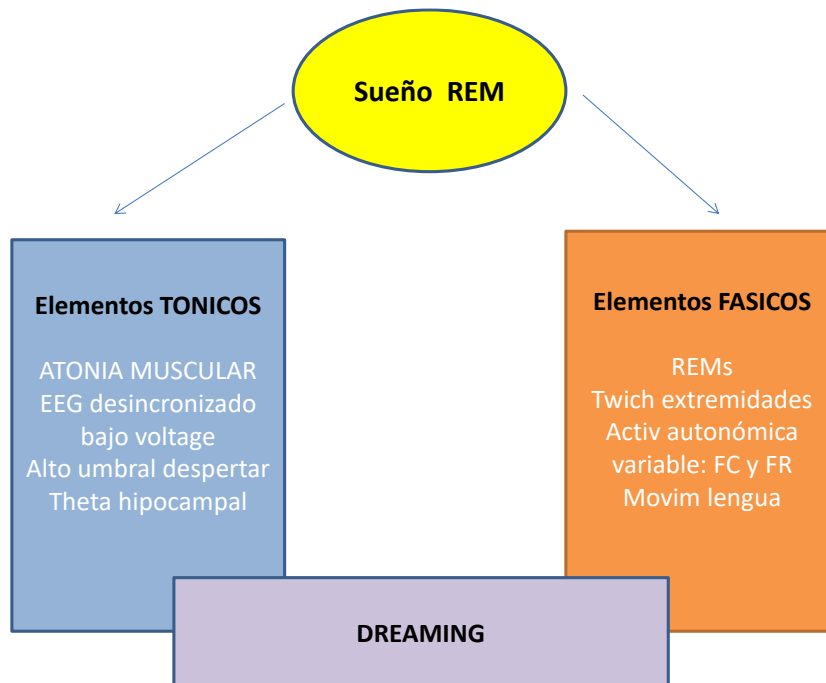 Sueño REM
Elementos TONICOS
ATONIA MUSCULAR
EEG desincronizado
bajo voltage
Alto umbral despertar
Theta hipocampal
Elementos FASICOS
REMs
Twich extremidades
Activ autonómica
variable: FC y FR
Movim lengua
DREAMING